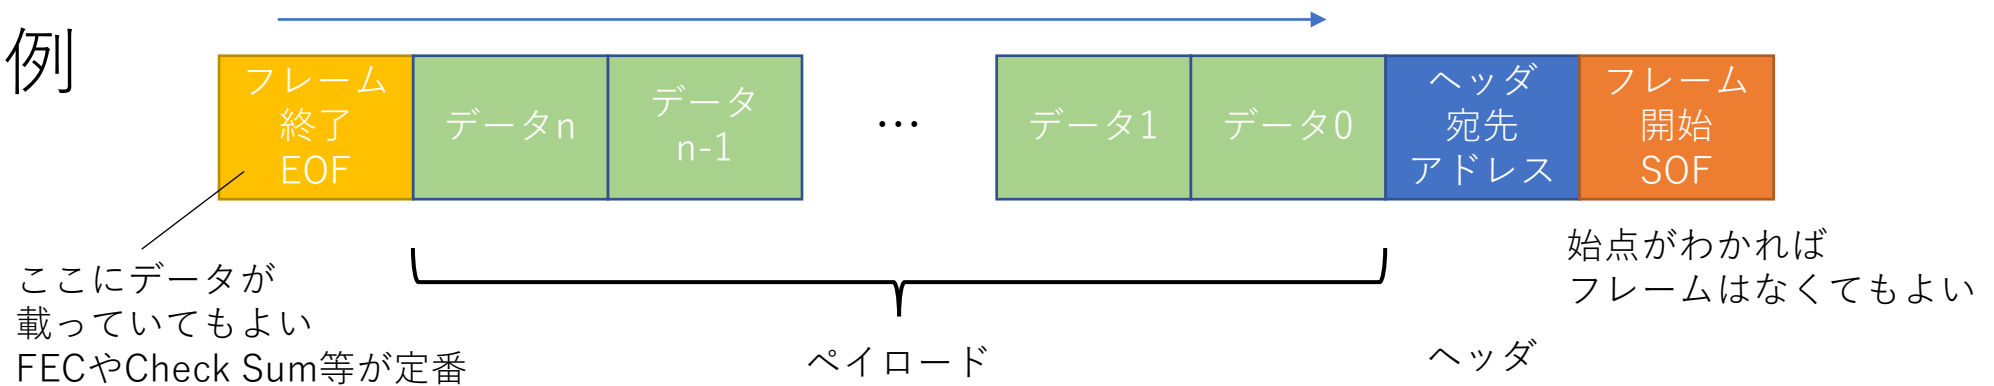 例
フレーム
終了
EOF
データn
データ
n-1
…
データ1
データ0
ヘッダ
宛先
アドレス
フレーム
開始
SOF
ここにデータが
載っていてもよい
FECやCheck Sum等が定番
ペイロード
ヘッダ
始点がわかれば
フレームはなくてもよい